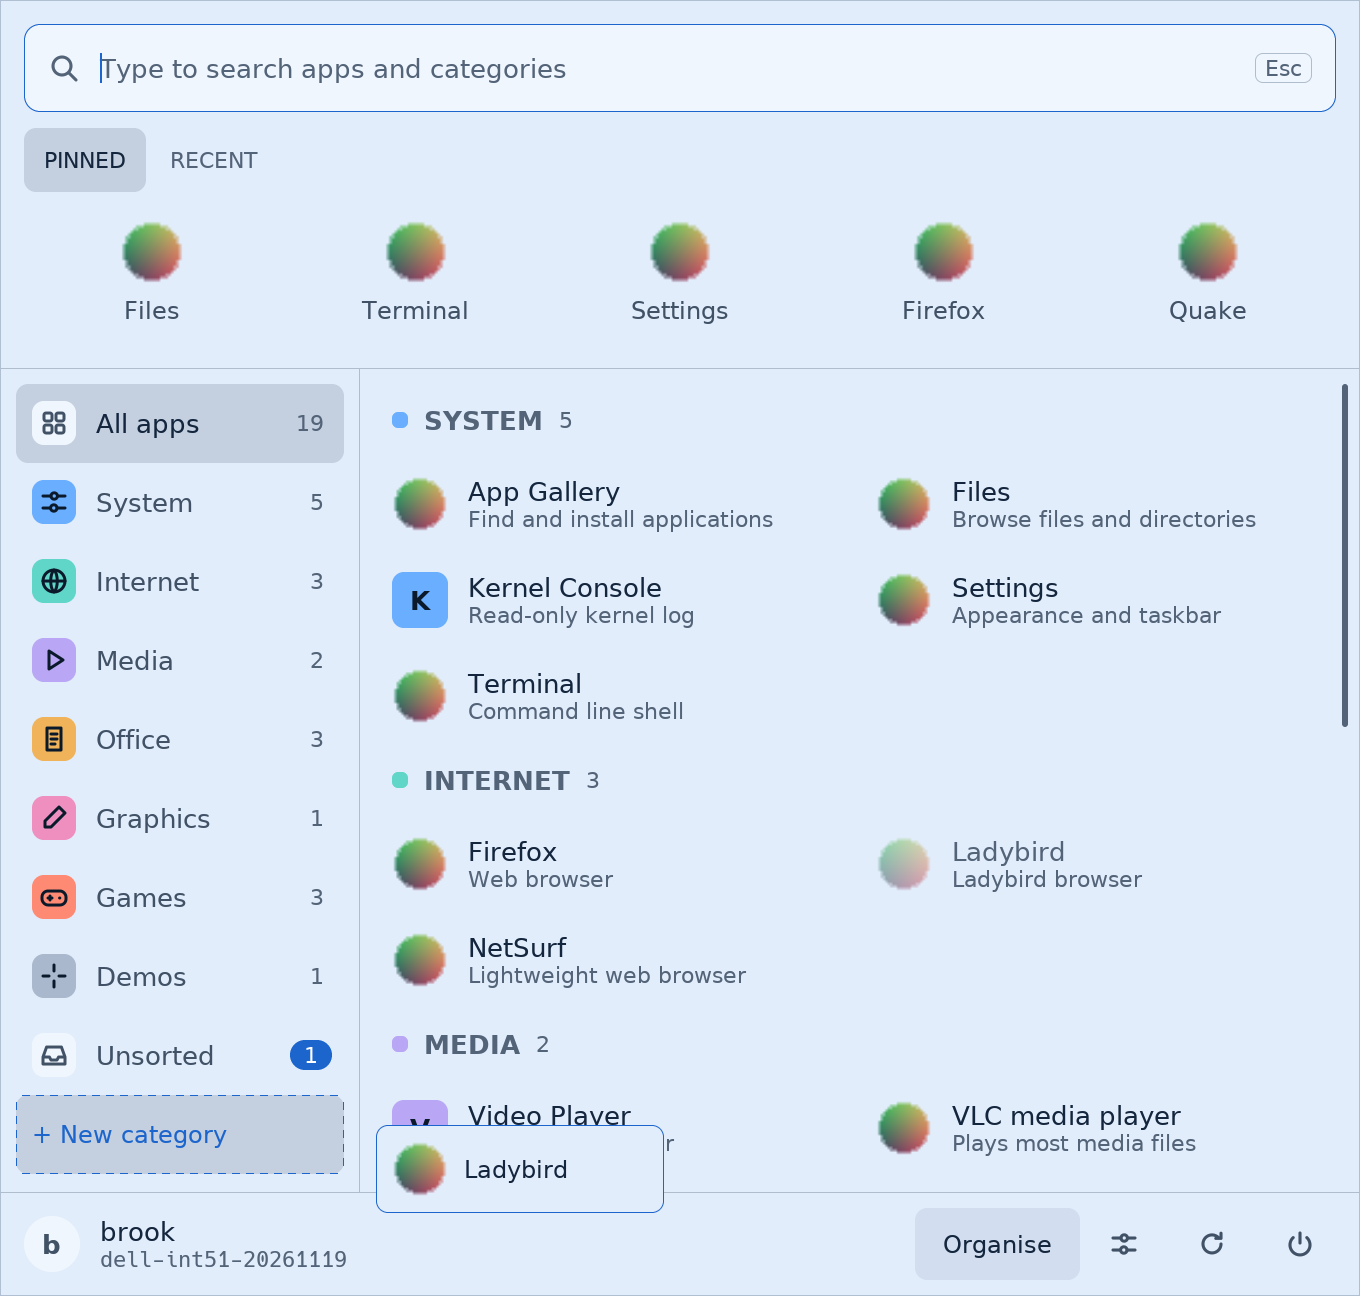 Type to search apps and categories
Esc
PINNED
RECENT
Files
Terminal
Settings
Firefox
Quake
All apps 19
System 5
Internet 3
Media 2
Office 3
Graphics 1
Games 3
Demos 1
Unsorted 1
+ New category
SYSTEM 5
App Gallery
Find and install applications
Files
Browse files and directories
K
Kernel Console
Read-only kernel log
Settings
Appearance and taskbar
Terminal
Command line shell
INTERNET 3
Firefox
Web browser
Ladybird
Ladybird browser
NetSurf
Lightweight web browser
MEDIA 2
Video Player
VLC media player
Plays most media files
Ladybird
b
brook
dell-int51-20261119
Organise